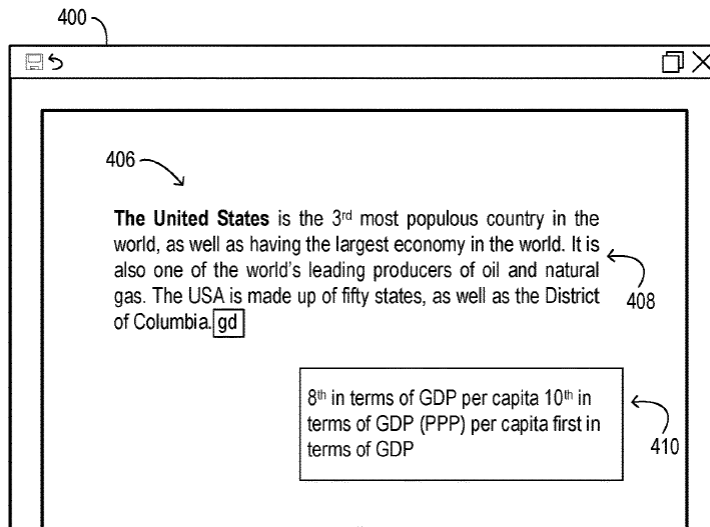 400
406
The United States is the 3rd most populous country in the
world, as well as having the largest economy in the world. It is
also one of the world's leading producers of oil and natural
gas. The USA is made up of fifty states, as well as the District
408
of Columbia. gd
8th in terms of GDP per capita 10th in
terms of GDP (PPP) per capita first in
410
terms of GDP